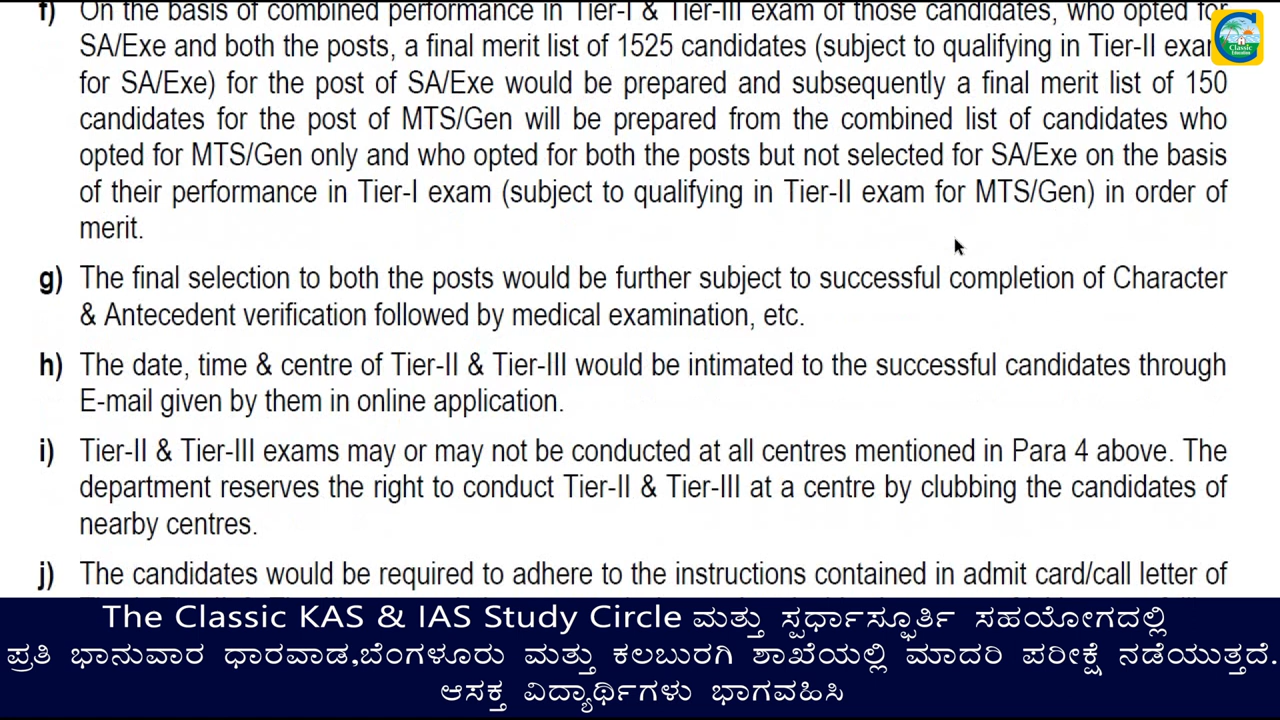 f) On the basis of combined performance in Tier-I & Tier-III exam of those candidates, who opted for
SA/Exe and both the posts, a final merit list of 1525 candidates (subject to qualifying in Tier-II exam
for SA/Exe) for the post of SA/Exe would be prepared and subsequently a final merit list of 150
candidates for the post of MTS/Gen will be prepared from the combined list of candidates who
opted for MTS/Gen only and who opted for both the posts but not selected for SA/Exe on the basis
of their performance in Tier-I exam (subject to qualifying in Tier-II exam for MTS/Gen) in order of
merit.
g) The final selection to both the posts would be further subject to successful completion of Character
& Antecedent verification followed by medical examination, etc.
h) The date, time & centre of Tier-II & Tier-III would be intimated to the successful candidates through
E-mail given by them in online application.
i) Tier-II & Tier-III exams may or may not be conducted at all centres mentioned in Para 4 above. The
department reserves the right to conduct Tier-II & Tier-III at a centre by clubbing the candidates of
nearby centres.
j) The candidates would be required to adhere to the instructions contained in admit card/call letter of
The Classic KAS & IAS Study Circle ಮತ್ತು ಸ್ಪರ್ಧಾಸ್ಫೂರ್ತಿ ಸಹಯೋಗದಲ್ಲಿ
ಪ್ರತಿ ಭಾನುವಾರ ಧಾರವಾಡ,ಬೆಂಗಳೂರು ಮತ್ತು ಕಲಬುರಗಿ ಶಾಖೆಯಲ್ಲಿ ಮಾದರಿ ಪರೀಕ್ಷೆ ನಡೆಯುತ್ತದೆ.
ಆಸಕ್ತ ವಿದ್ಯಾರ್ಥಿಗಳು ಭಾಗವಹಿಸಿ
Classic
Education